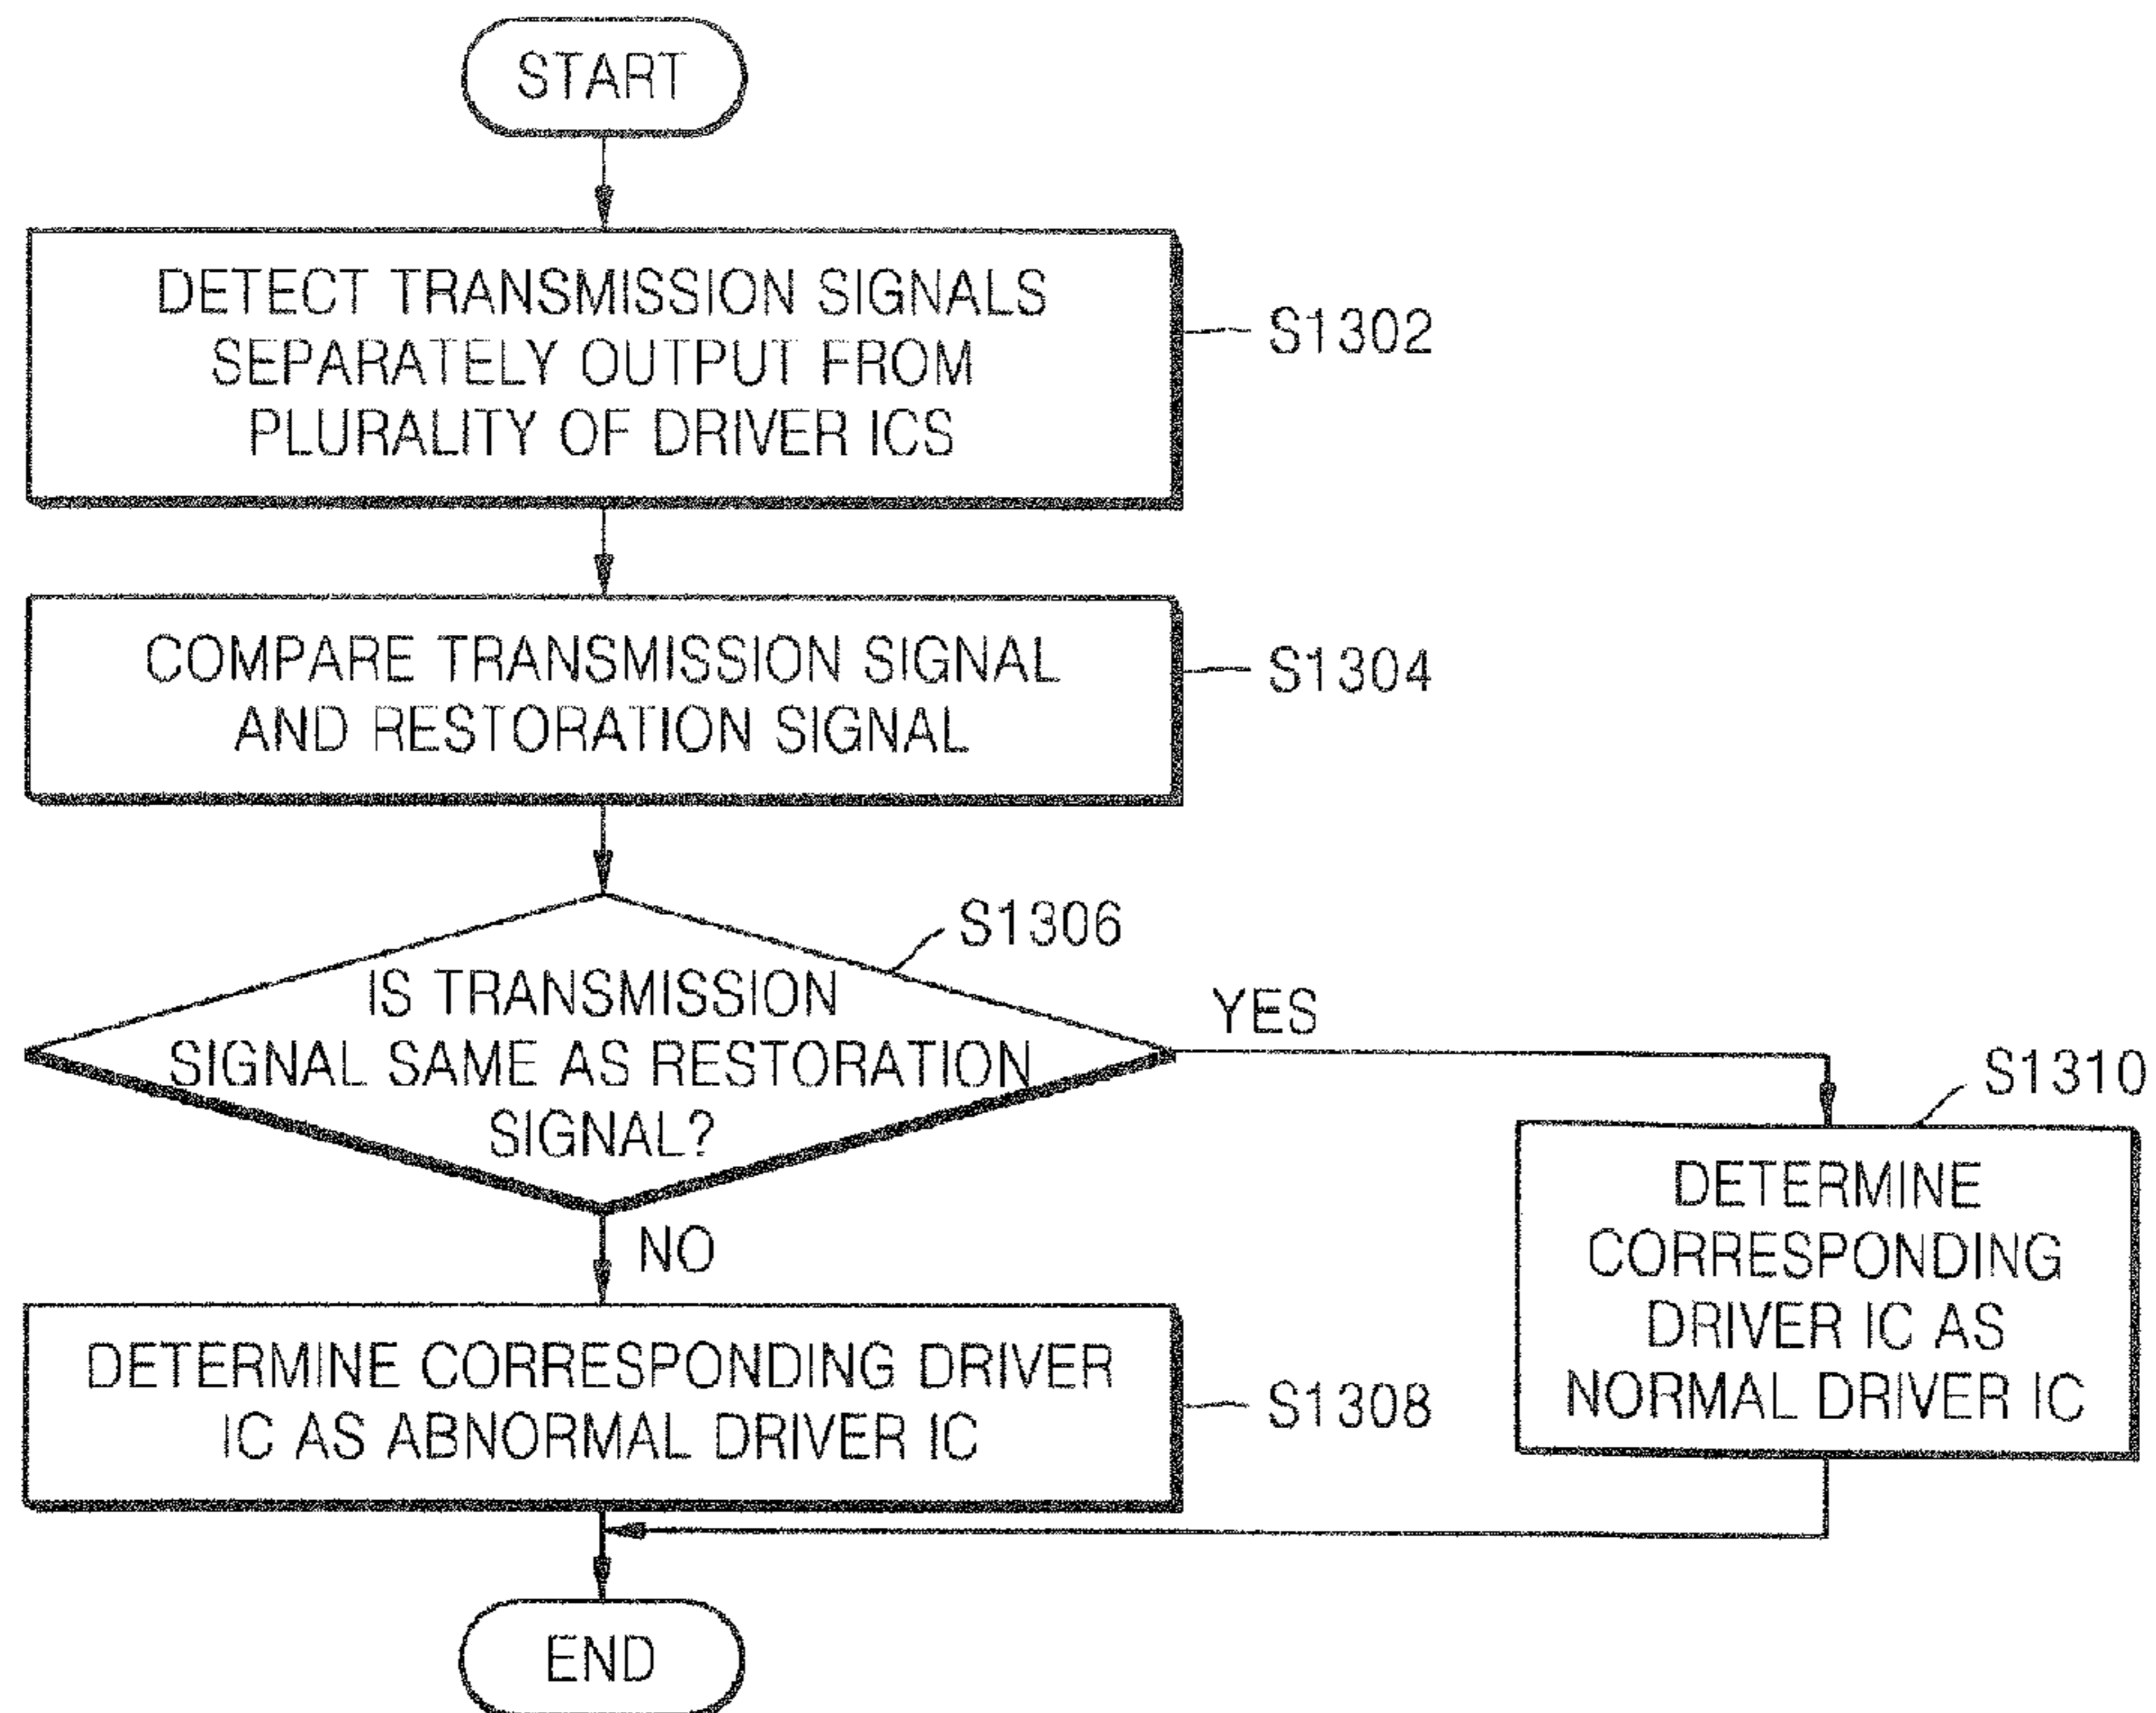 START
DETECT TRANSMISSION SIGNALS
SEPARATELY OUTPUT FROM
PLURALITY OF DRIVER ICS
S1302
COMPARE TRANSMISSION SIGNAL
AND RESTORATION SIGNAL
S1304
S1306
IS TRANSMISSION
SIGNAL SAME AS RESTORATION
SIGNAL?
YES
NO
S1310
DETERMINE
CORRESPONDING
DRIVER IC AS
NORMAL DRIVER IC
DETERMINE CORRESPONDING DRIVER
IC AS ABNORMAL DRIVER IC
S1308
END